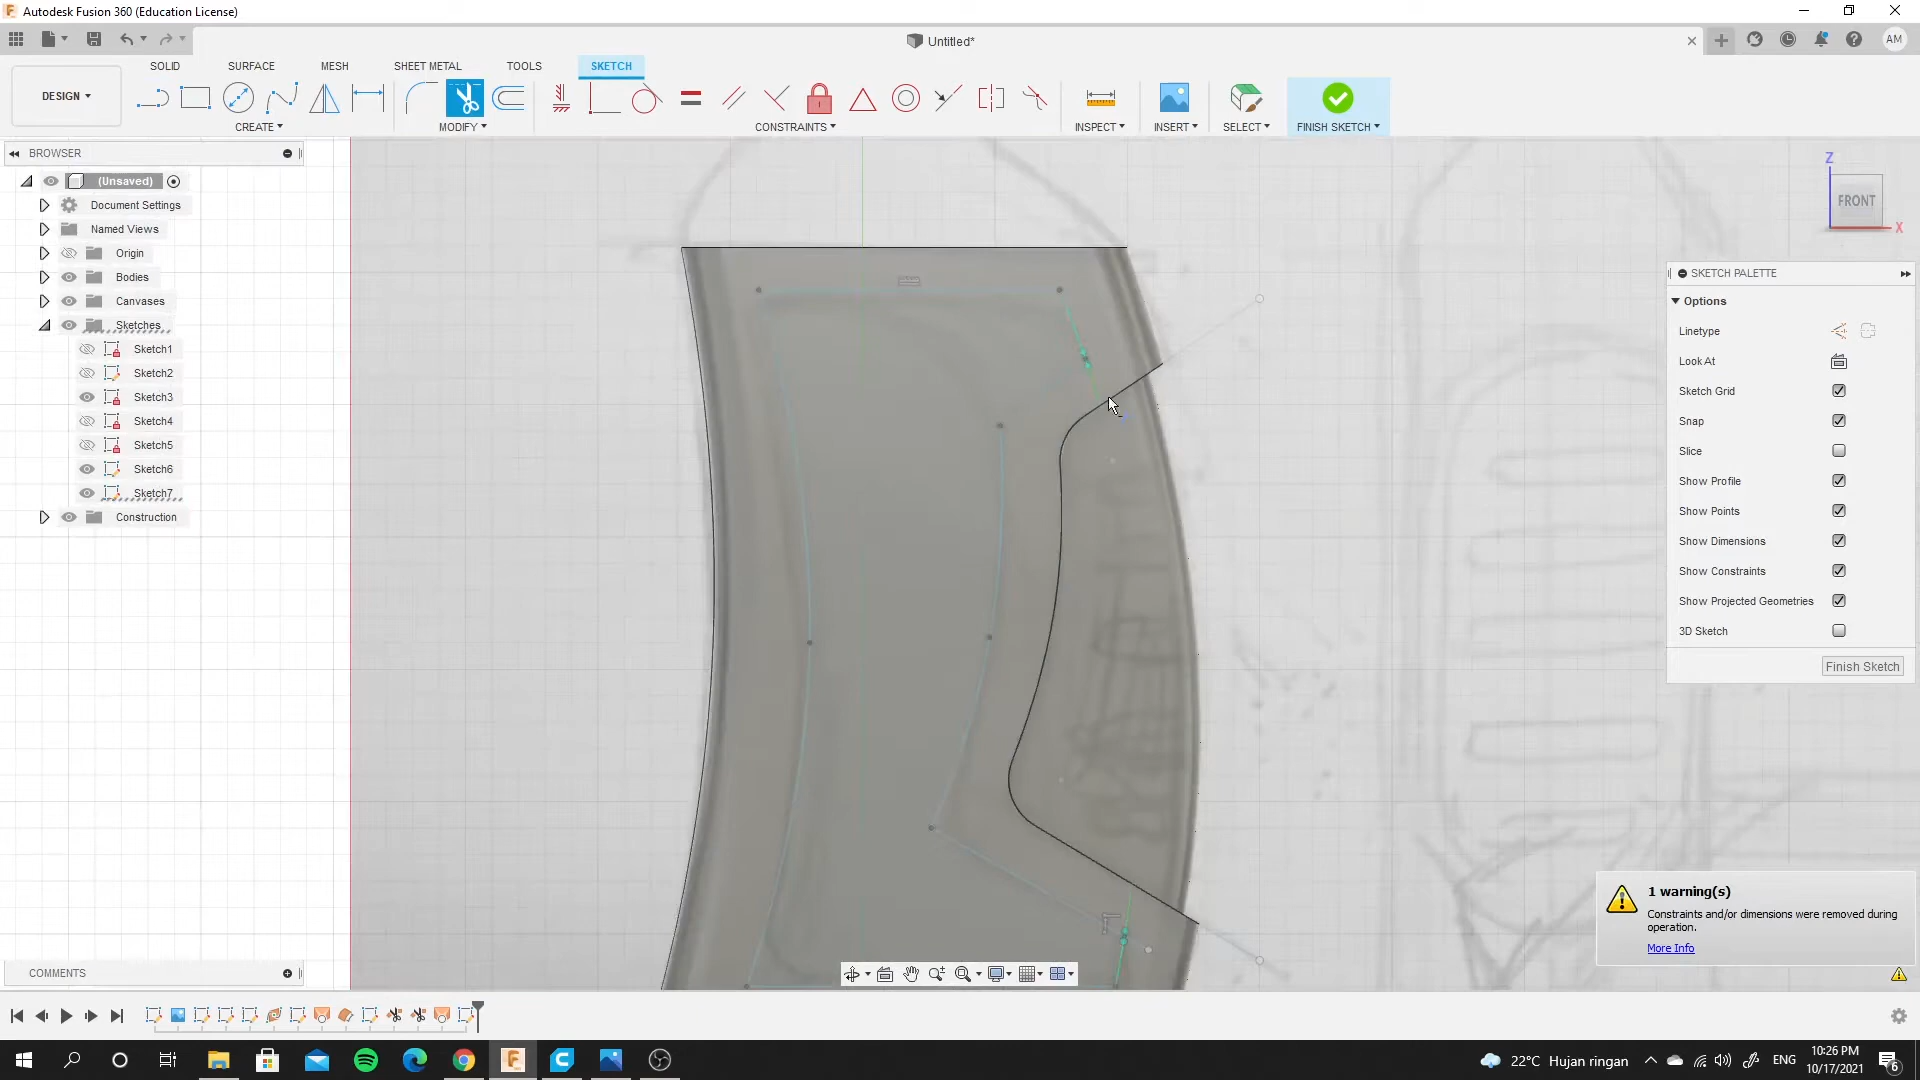 Autodesk Fusion 360 (Education License)
Untitled*
AM
DESIGN
SOLID
SURFACE
MESH
SHEET METAL
TOOLS
SKETCH
CREATE
MODIFY
CONSTRAINTS
INSPECT
INSERT
SELECT
FINISH SKETCH
BROWSER
(Unsaved)
Document Settings
Named Views
Origin
Bodies
Canvases
Sketches
Sketch1
Sketch2
Sketch3
Sketch4
Sketch5
Sketch6
Sketch7
Construction
Z
FRONT
X
SKETCH PALETTE
Options
Linetype
Look At
Sketch Grid
Snap
Slice
Show Profile
Show Points
Show Dimensions
Show Constraints
Show Projected Geometries
3D Sketch
Finish Sketch
1 warning(s)
Constraints and/or dimensions were removed during
operation.
More Info
COMMENTS
22°C Hujan ringan
ENG
10:26 PM
10/17/2021
6